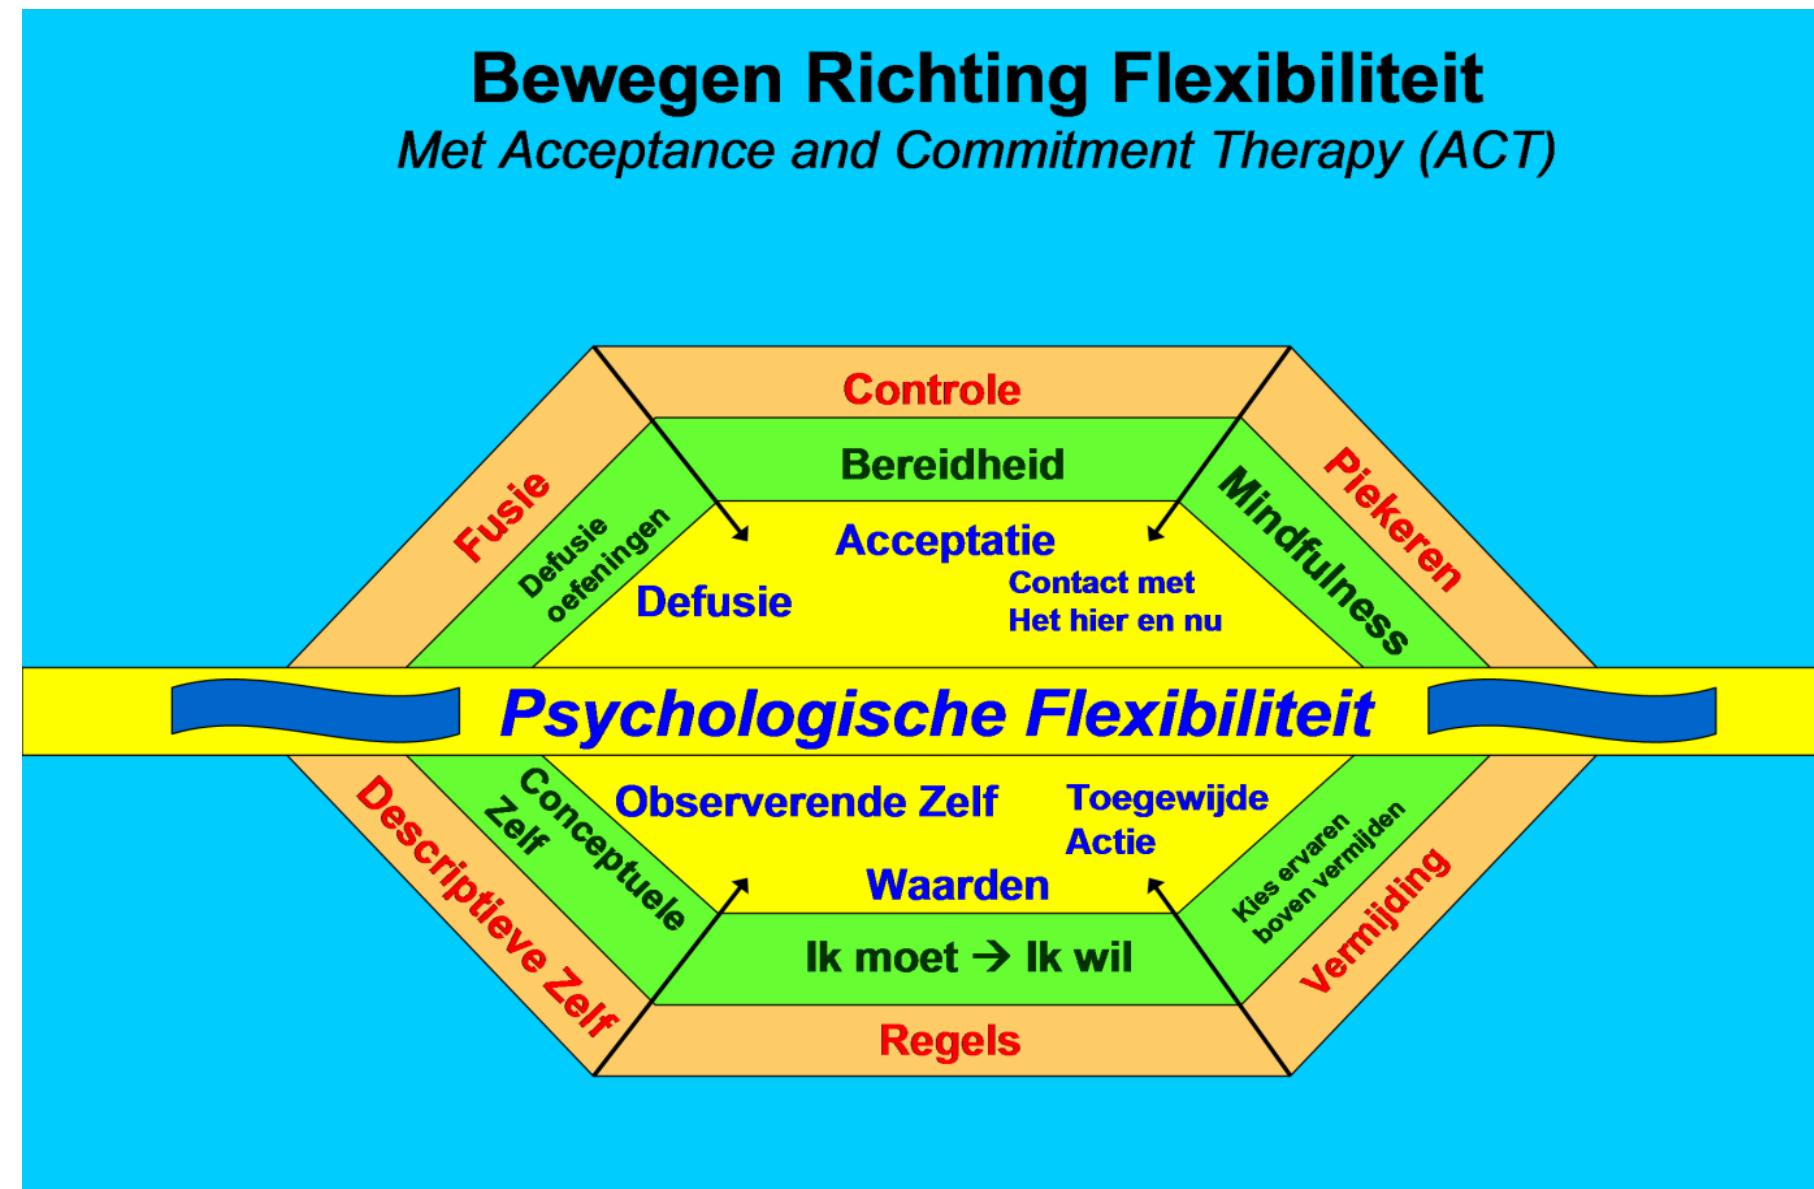 Bewegen Richting Flexibiliteit
Met Acceptance and Commitment Therapy (ACT)
Controle
Bereidheid
Fusie
Defusie
oefeningen
Acceptatie
Defusie
Contact met
Het hier en nu
Mindfulness
Piekeren
Psychologische Flexibiliteit
Descriptieve Zelf
Conceptuele
Zelf
Observerende Zelf
Toegewijde
Actie
Waarden
Kies ervaren
boven vermijden
Vermijding
Ik moet → Ik wil
Regels